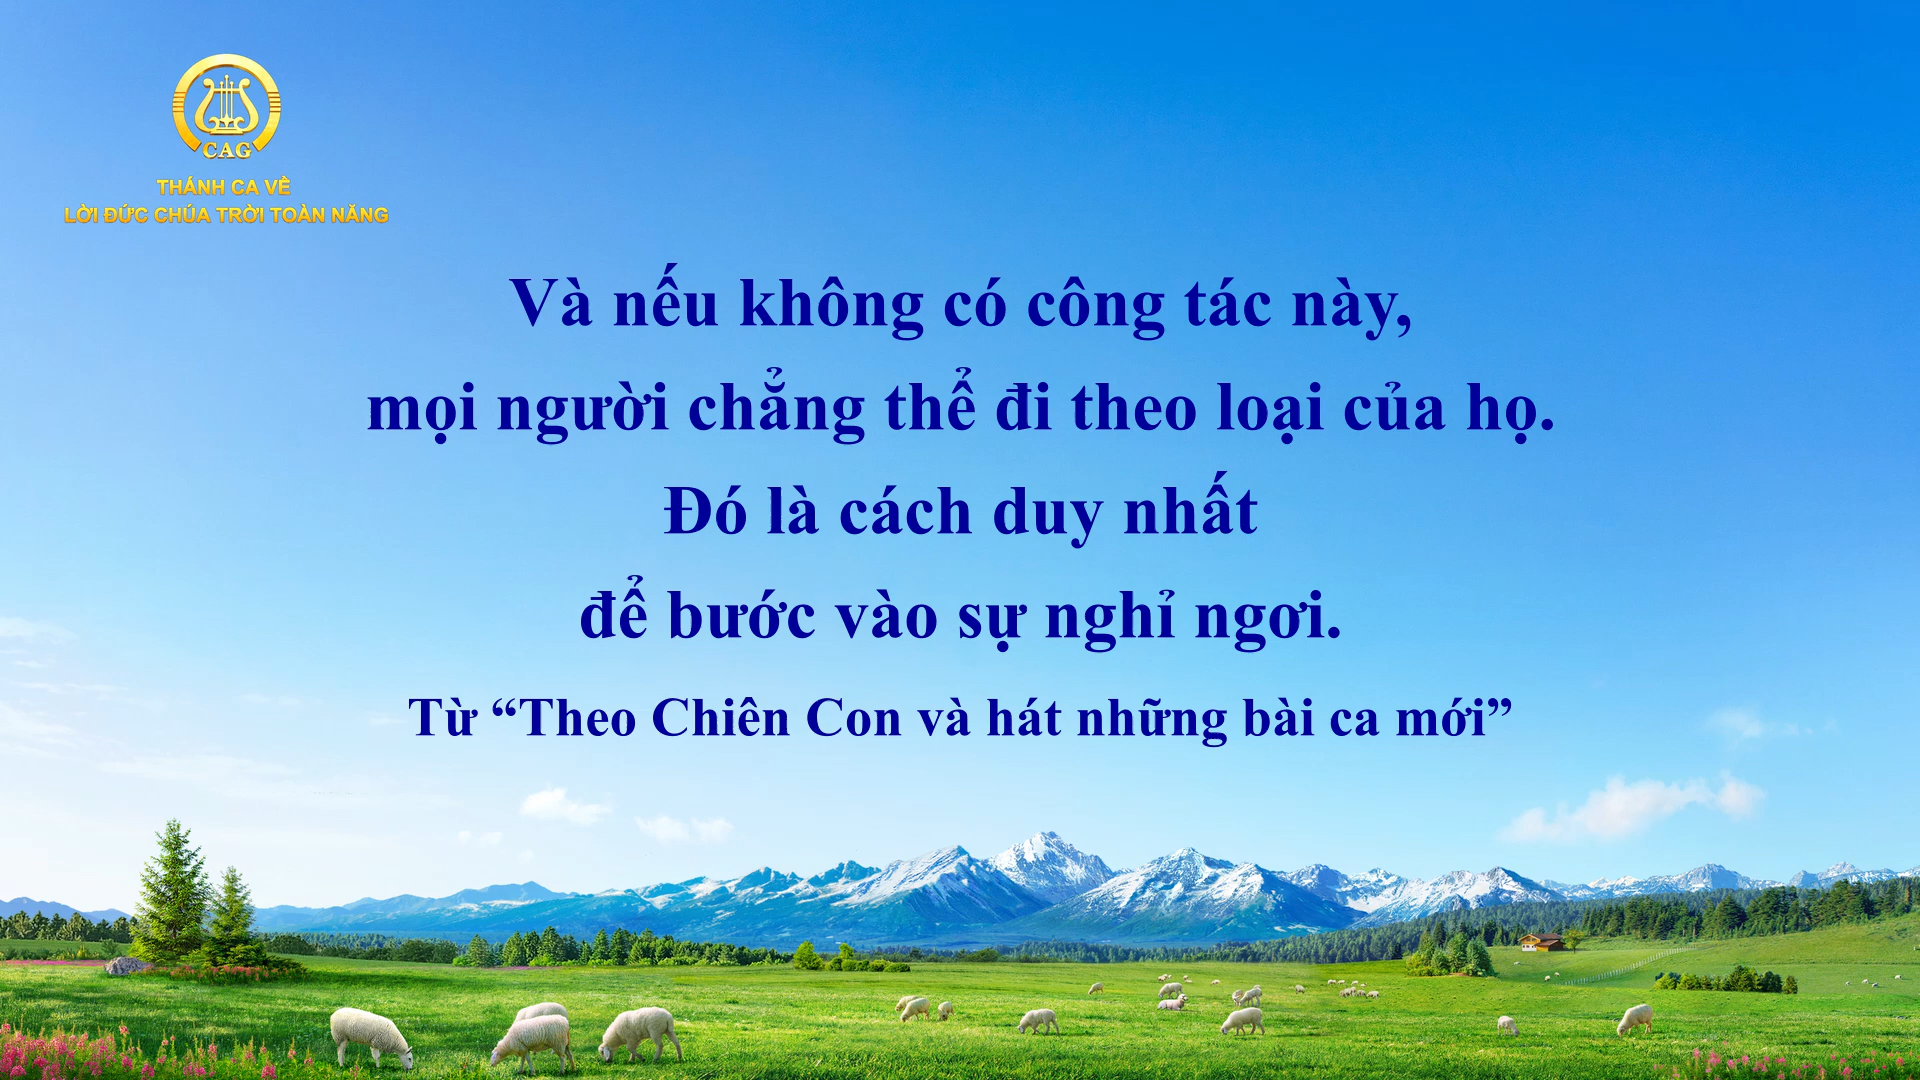 CAG
THÁNH CA VỀ
LỜI ĐỨC CHÚA TRỜI TOÀN NĂNG
Và nếu không có công tác này,
mọi người chẳng thể đi theo loại của họ.
Đó là cách duy nhất
để bước vào sự nghỉ ngơi.
Từ “Theo Chiên Con và hát những bài ca mới”